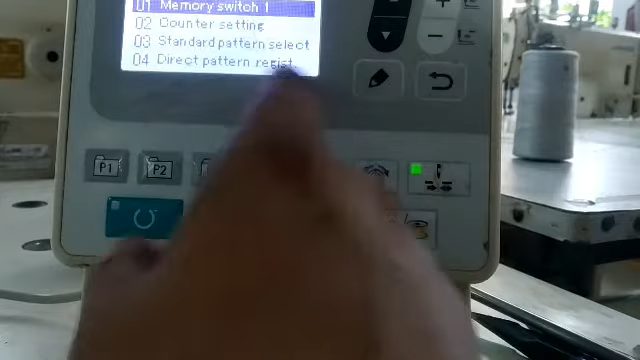 01 Memory switch 1
02 Counter setting
03 Standard pattern select
04 Direct pattern regist.
P1 P2